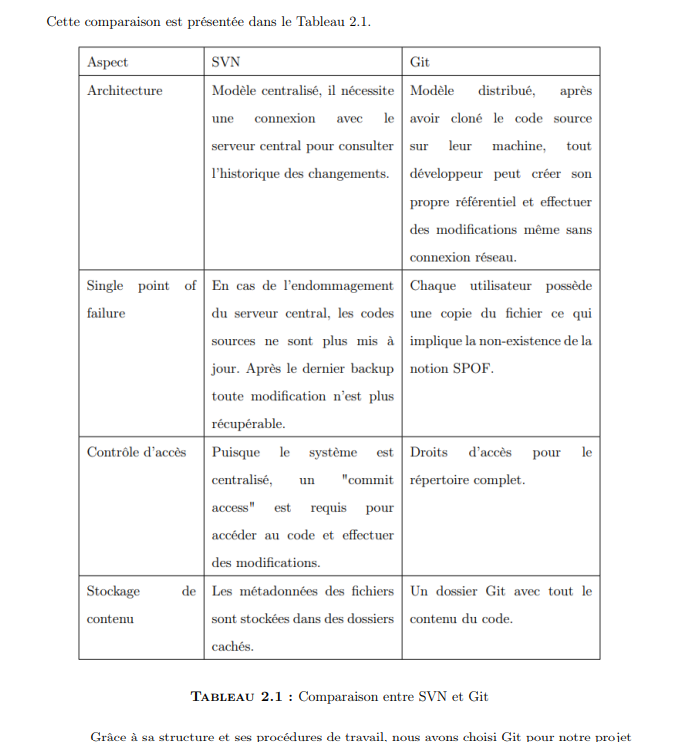 Cette comparaison est présentée dans le Tableau 2.1.
Aspect
SVN
Git
Architecture
Modèle centralisé, il nécessite
une connexion avec le
serveur central pour consulter
l'historique des changements.
Modèle distribué, après
avoir cloné le code source
sur leur machine, tout
développeur peut créer son
propre référentiel et effectuer
des modifications même sans
connexion réseau.
Single point of
failure
En cas de l'endommagement
du serveur central, les codes
sources ne sont plus mis à
jour. Après le dernier backup
toute modification n'est plus
récupérable.
Chaque utilisateur possède
une copie du fichier ce qui
implique la non-existence de la
notion SPOF.
Contrôle d'accès
Puisque le système est
centralisé, un "commit
access" est requis pour
accéder au code et effectuer
des modifications.
Droits d'accès pour le
répertoire complet.
Stockage de
contenu
Les métadonnées des fichiers
sont stockées dans des dossiers
cachés.
Un dossier Git avec tout le
contenu du code.
TABLEAU 2.1 : Comparaison entre SVN et Git
Grâce à sa structure et ses procédures de travail, nous avons choisi Git pour notre projet